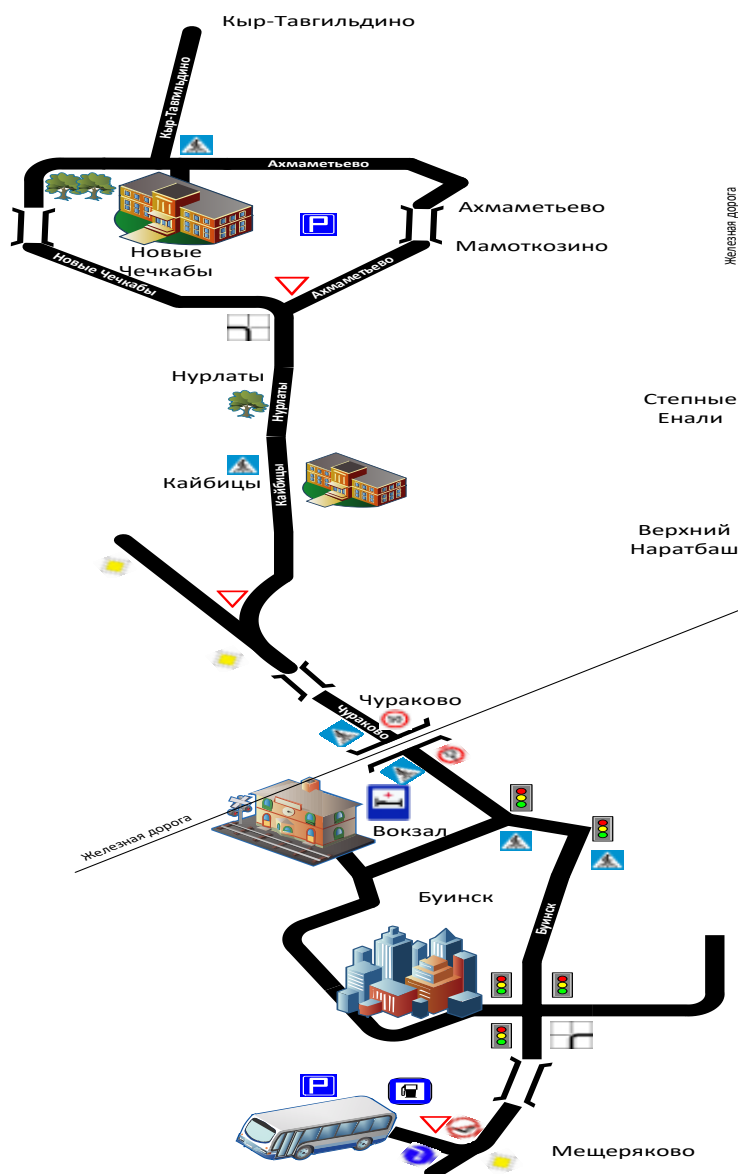 Кыр-Тавгильдино
Кыр-Тавгильдино
Ахмаметьево
Железная дорога
Ахмаметьево
P
Мамоткозино
Новые
Чечкабы
Новые Чечкабы
Ахмаметьево
Нурлаты
Нурлаты
Степные
Енали
Кайбицы
Кайбицы
Верхний
Наратбаш
Чураково
Чураково
Вокзал
Железная дорога
Буинск
Буинск
P
Мещеряково